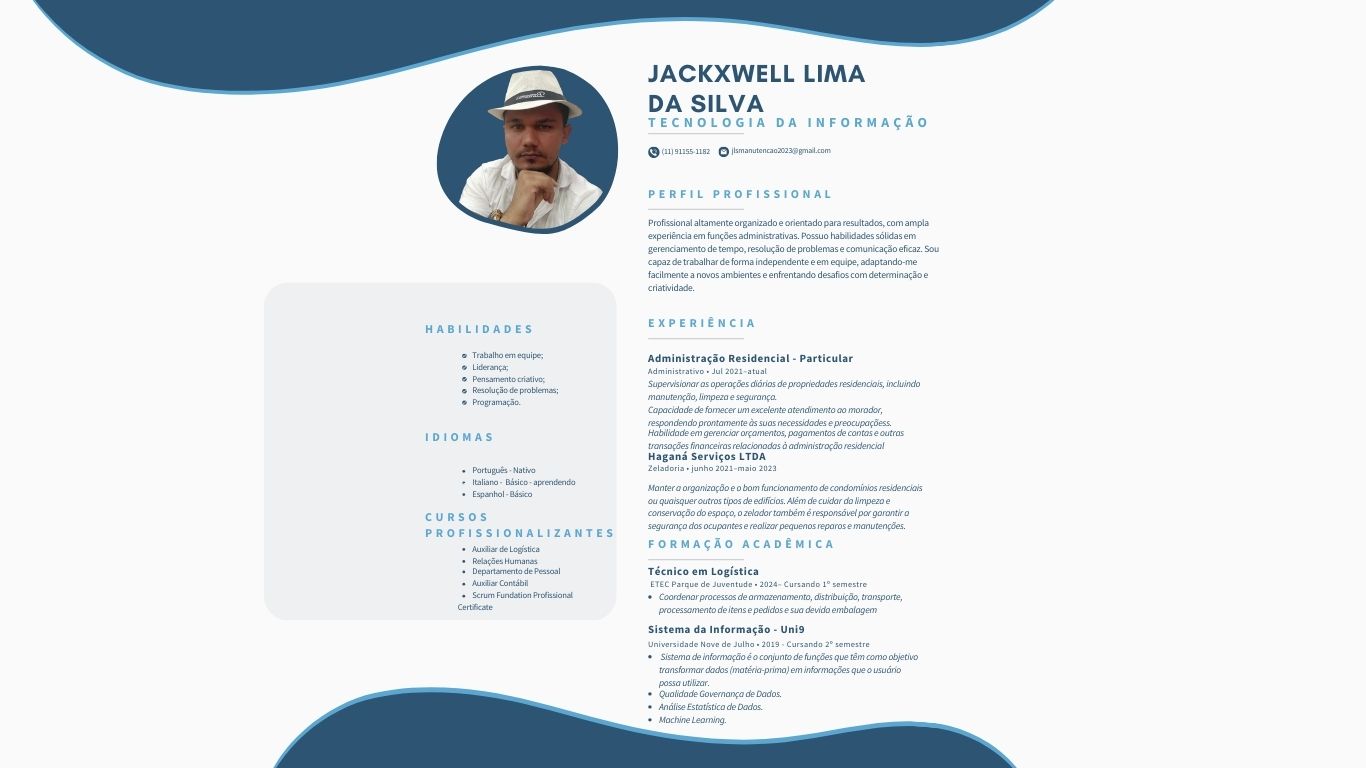 JACKXWELL LIMA
DA SILVA
TECNOLOGIA DA INFORMAÇÃO
(11) 91155-1182 jlsmanutencao2023@gmail.com
PERFIL PROFISSIONAL
Profissional altamente organizado e orientado para resultados, com ampla
experiência em funções administrativas. Possuo habilidades sólidas em
gerenciamento de tempo, resolução de problemas e comunicação eficaz. Sou
capaz de trabalhar de forma independente e em equipe, adaptando-me
facilmente a novos ambientes e enfrentando desafios com determinação e
criatividade.
EXPERIÊNCIA
Administração Residencial - Particular
Administrativo • Jul 2021–atual
Supervisionar as operações diárias de propriedades residenciais, incluindo
manutenção, limpeza e segurança.
Capacidade de fornecer um excelente atendimento ao morador,
respondendo prontamente às suas necessidades e preocupaçõess.
Habilidade em gerenciar orçamentos, pagamentos de contas e outras
transações financeiras relacionadas à administração residencial
Haganá Serviços LTDA
Zeladoria • junho 2021–maio 2023
Manter a organização e o bom funcionamento de condomínios residenciais
ou quaisquer outros tipos de edifícios. Além de cuidar da limpeza e
conservação do espaço, o zelador também é responsável por garantir a
segurança dos ocupantes e realizar pequenos reparos e manutenções.
FORMAÇÃO ACADÊMICA
Técnico em Logística
ETEC Parque de Juventude • 2024– Cursando 1º semestre
• Coordenar processos de armazenamento, distribuição, transporte,
processamento de itens e pedidos e sua devida embalagem
Sistema da Informação - Uni9
Universidade Nove de Julho • 2019 - Cursando 2º semestre
• Sistema de informação é o conjunto de funções que têm como objetivo
transformar dados (matéria-prima) em informações que o usuário
possa utilizar.
• Qualidade Governança de Dados.
• Análise Estatística de Dados.
• Machine Learning.
HABILIDADES
Trabalho em equipe;
Liderança;
Pensamento criativo;
Resolução de problemas;
Programação.
IDIOMAS
• Português - Nativo
• Italiano - Básico - aprendendo
• Espanhol - Básico
CURSOS
PROFISSIONALIZANTES
• Auxiliar de Logística
• Relações Humanas
• Departamento de Pessoal
• Auxiliar Contábil
• Scrum Fundation Profissional
Certificate